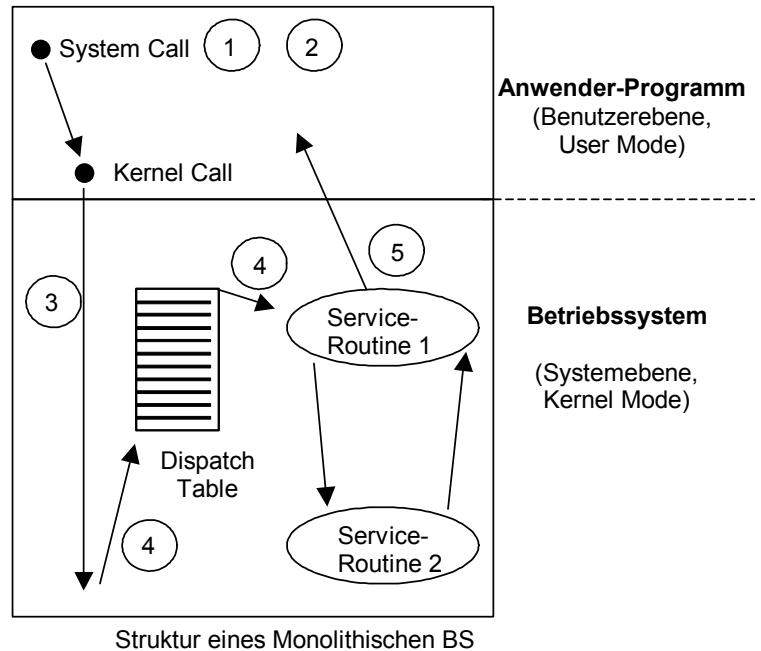 System Call 1 2
Anwender-Programm
(Benutzerebene,
User Mode)
Kernel Call
3
4
5
Service-
Routine 1
Betriebssystem
(Systemebene,
Kernel Mode)
Dispatch
Table
4
Service-
Routine 2
Struktur eines Monolithischen BS